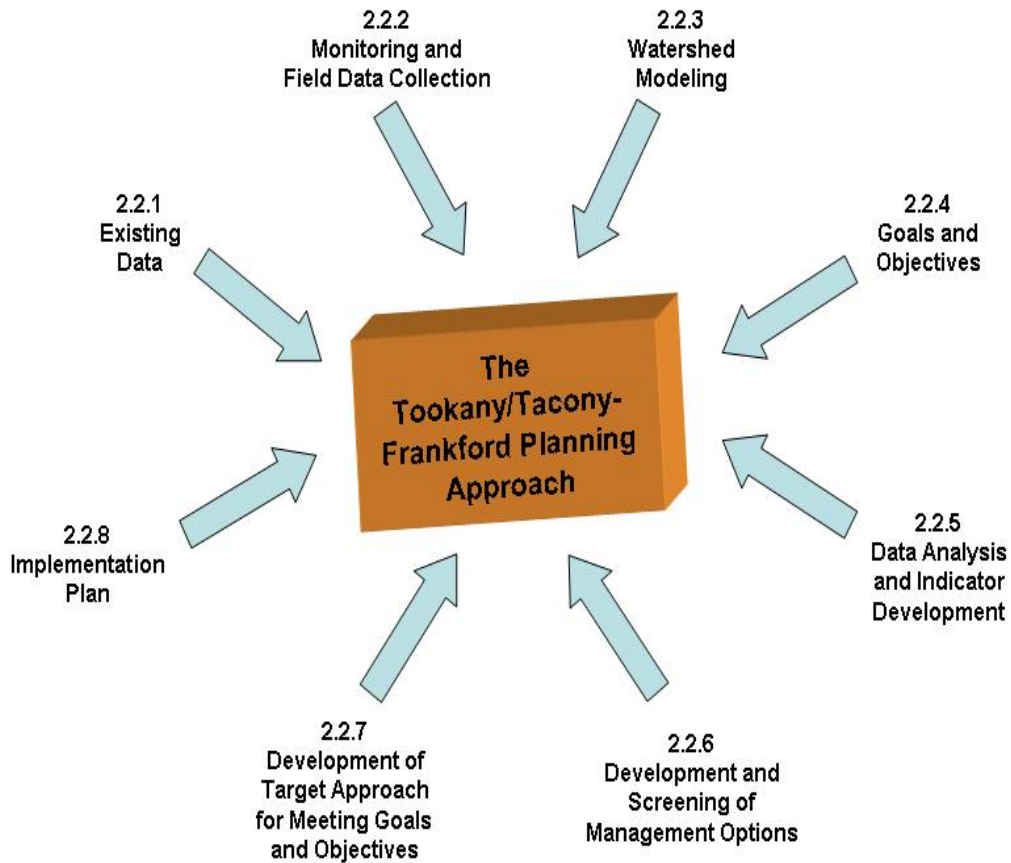 2.2.2
Monitoring and
Field Data Collection
2.2.3
Watershed
Modeling
2.2.1
Existing
Data
2.2.4
Goals and
Objectives
The
Tookany/Tacony-
Frankford Planning
Approach
2.2.8
Implementation
Plan
2.2.5
Data Analysis
and Indicator
Development
2.2.7
Development of
Target Approach
for Meeting Goals
and Objectives
2.2.6
Development and
Screening of
Management Options